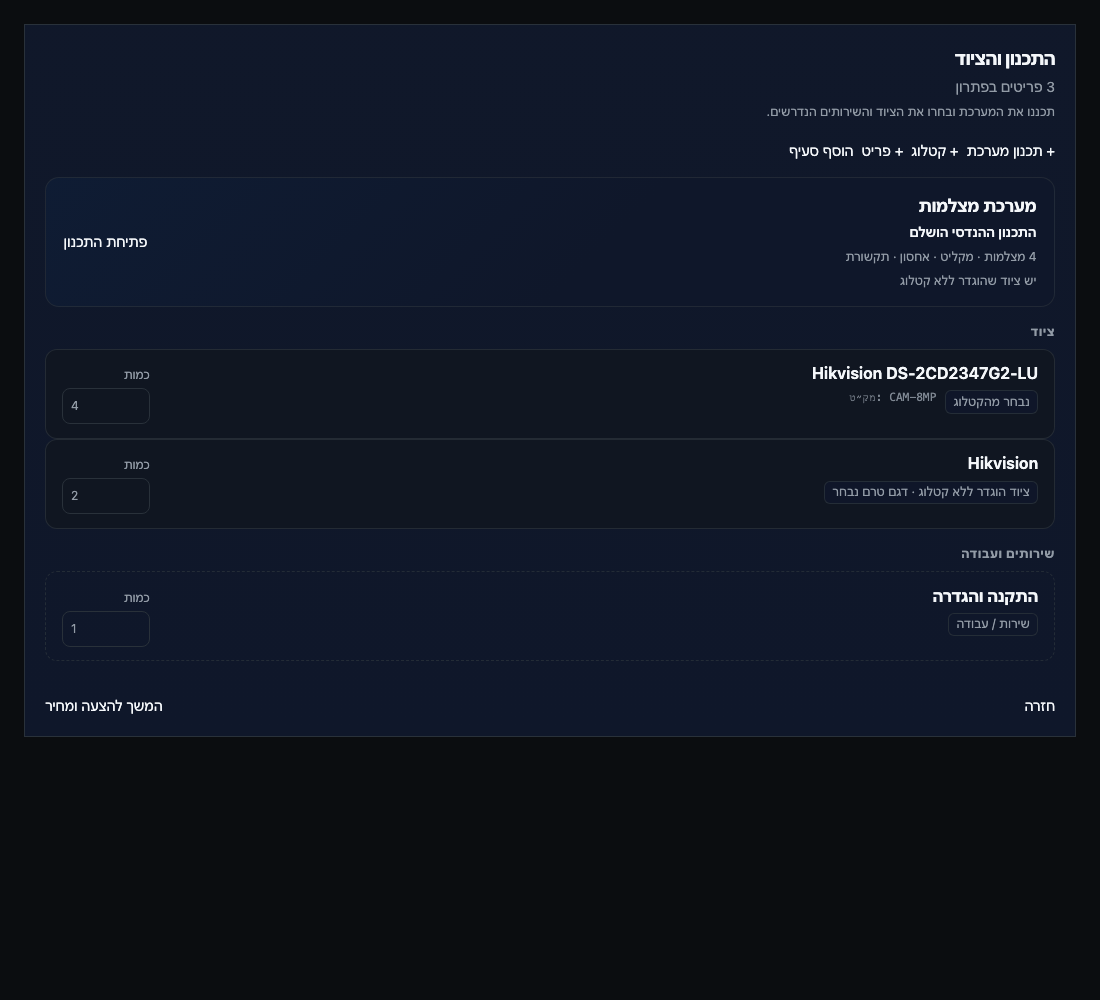 התכנון והציוד
3 פריטים בפתרון
תכננו את המערכת ובחרו את הציוד והשירותים הנדרשים.
+ תכנון מערכת + קטלוג + פריט הוסף סעיף
מערכת מצלמות
התכנון ההנדסי הושלם
4 מצלמות · מקליט · אחסון · תקשורת
יש ציוד שהוגדר ללא קטלוג
פתיחת התכנון
ציוד
Hikvision DS-2CD2347G2-LU
נבחר מהקטלוג מק״ט: CAM-8MP
כמות
4
Hikvision
ציוד הוגדר ללא קטלוג · דגם טרם נבחר
כמות
2
שירותים ועבודה
התקנה והגדרה
שירות / עבודה
כמות
1
חזרה
המשך להצעה ומחיר